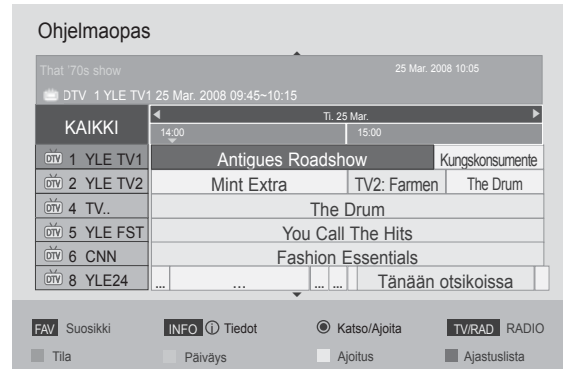 Ohjelmaopas
That '70s show 25 Mar. 2008 10:05
DTV 1 YLE TV1 25 Mar. 2008 09:45~10:15
KAIKKI Ti. 25 Mar.
14:00 15:00
DTV 1 YLE TV1 Antigues Roadshow Kungskonsumente
DTV 2 YLE TV2 Mint Extra TV2: Farmen The Drum
DTV 4 TV.. The Drum
DTV 5 YLE FST You Call The Hits
DTV 6 CNN Fashion Essentials
DTV 8 YLE24 ... ... ... ... Tänään otsikoissa
FAV Suosikki INFO i Tiedot Katso/Ajoita TV/RAD RADIO
Tila Päiväys Ajoitus Ajastuslista